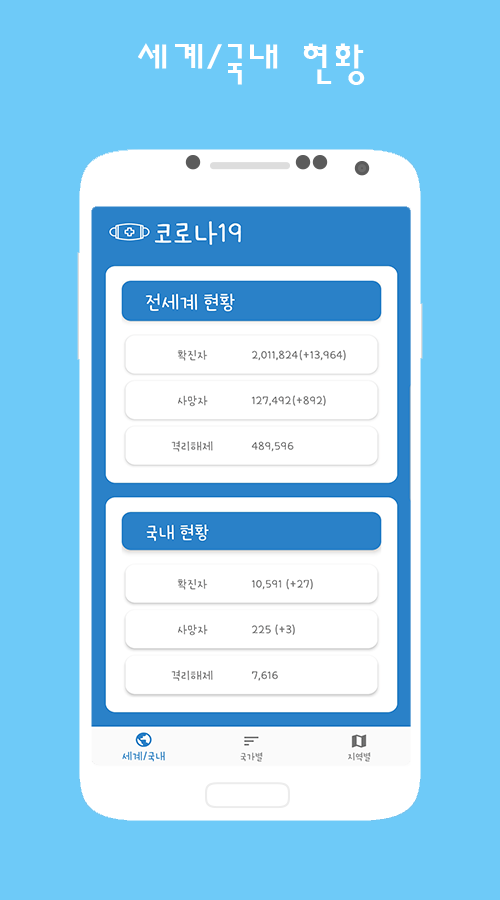 세계/국내 현황
코로나19
전세계 현황
확진자 2,011,824(+13,964)
사망자 127,492(+892)
격리해제 489,596
국내 현황
확진자 10,591 (+27)
사망자 225 (+3)
격리해제 7,616
세계/국내 국가별 지역별